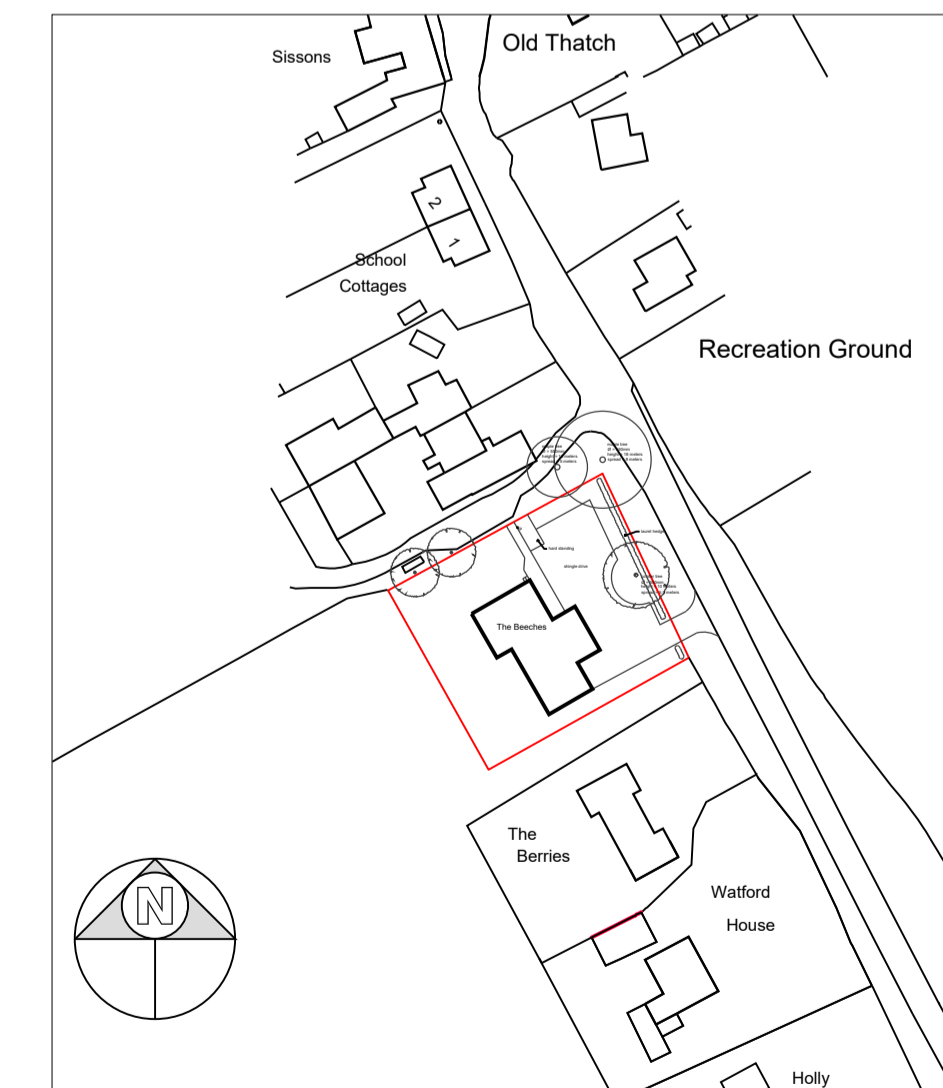 Sissons
Old Thatch
2
1
School
Cottages
Recreation Ground
laurel hedge
hard standing
shingle drive
The Beeches
The
Berries
Watford
House
N
Holly